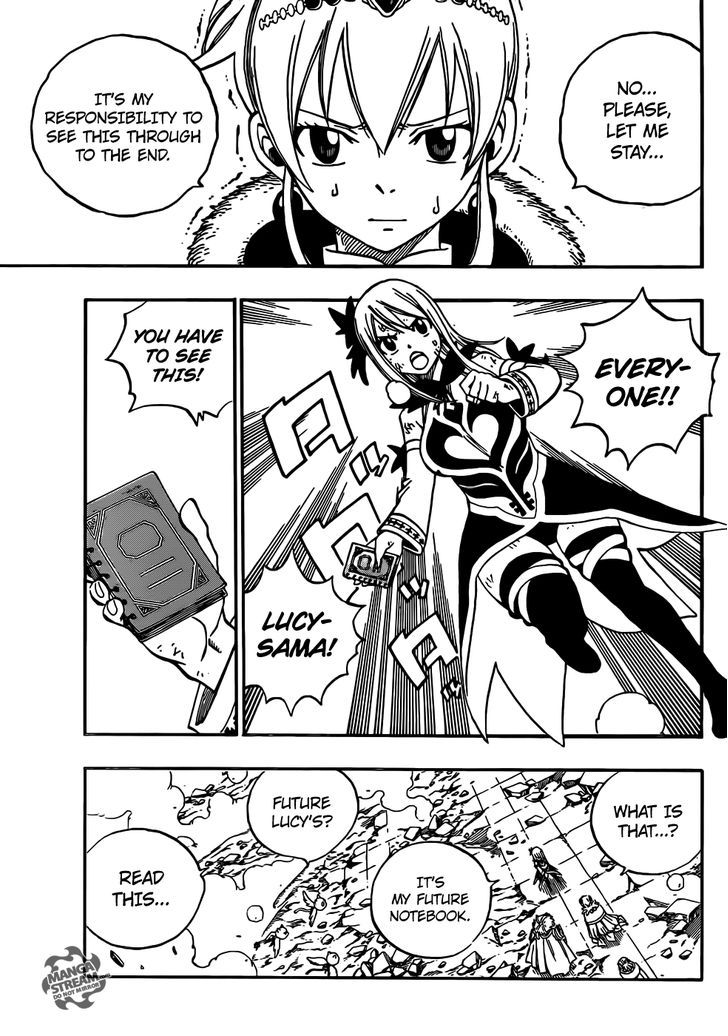 NO...
PLEASE,
LET ME
STAY...
IT'S MY
RESPONSIBILITY TO
SEE THIS THROUGH
TO THE END.
EVERY-
ONE!!
LUCY-
SAMA!
YOU HAVE
TO SEE
THIS!
WHAT IS
THAT...?
IT'S
MY FUTURE
NOTEBOOK.
FUTURE
LUCY'S?
READ
THIS...
MANGA
STREAM.com
DO NOT MIRROR